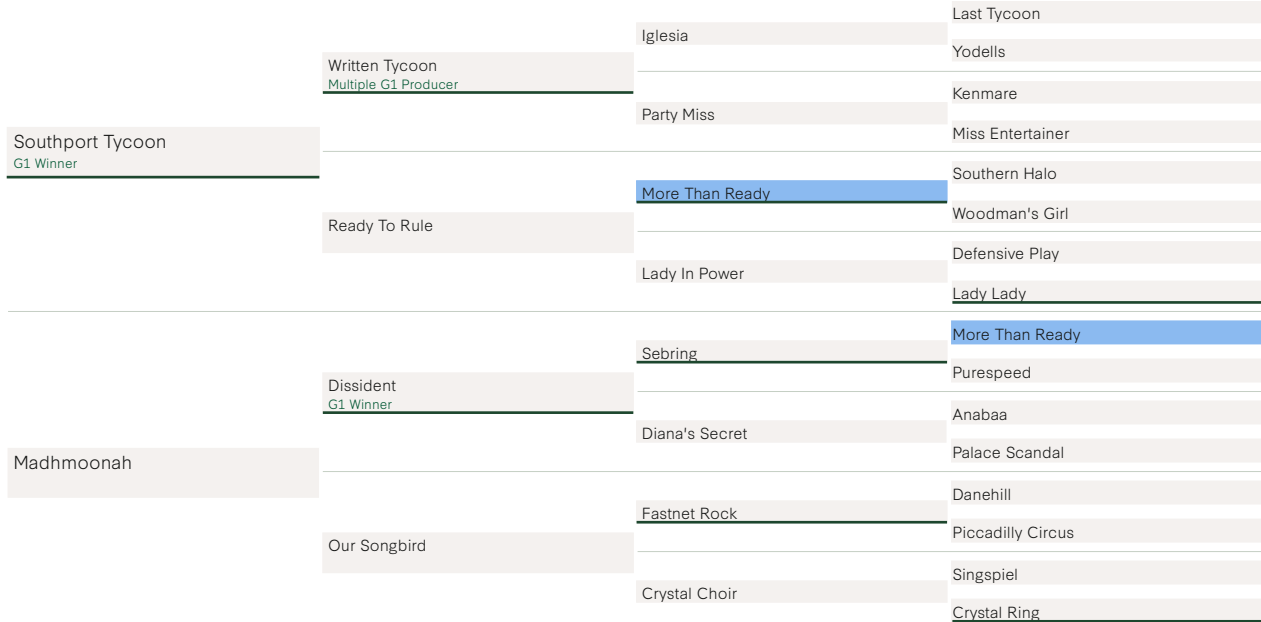 Southport Tycoon
G1 Winner
Madhmoonah
Written Tycoon
Multiple G1 Producer
Ready To Rule
Dissident
G1 Winner
Our Songbird
Iglesia
Party Miss
More Than Ready
Lady In Power
Sebring
Diana's Secret
Fastnet Rock
Crystal Choir
Last Tycoon
Yodells
Kenmare
Miss Entertainer
Southern Halo
Woodman's Girl
Defensive Play
Lady Lady
More Than Ready
Purespeed
Anabaa
Palace Scandal
Danehill
Piccadilly Circus
Singspiel
Crystal Ring